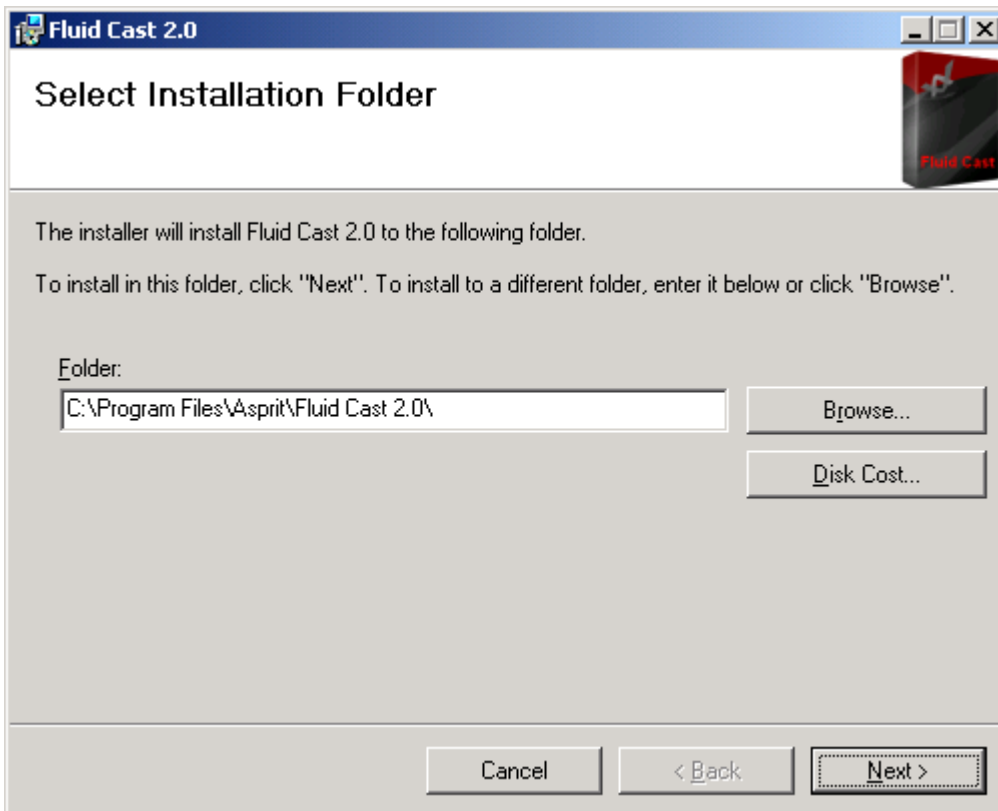 Fluid Cast 2.0
Select Installation Folder
Fluid Cast
The installer will install Fluid Cast 2.0 to the following folder.
To install in this folder, click "Next". To install to a different folder, enter it below or click "Browse".
Folder:
C:\Program Files\Asprit\Fluid Cast 2.0\
Browse...
Disk Cost...
Cancel
< Back
Next >